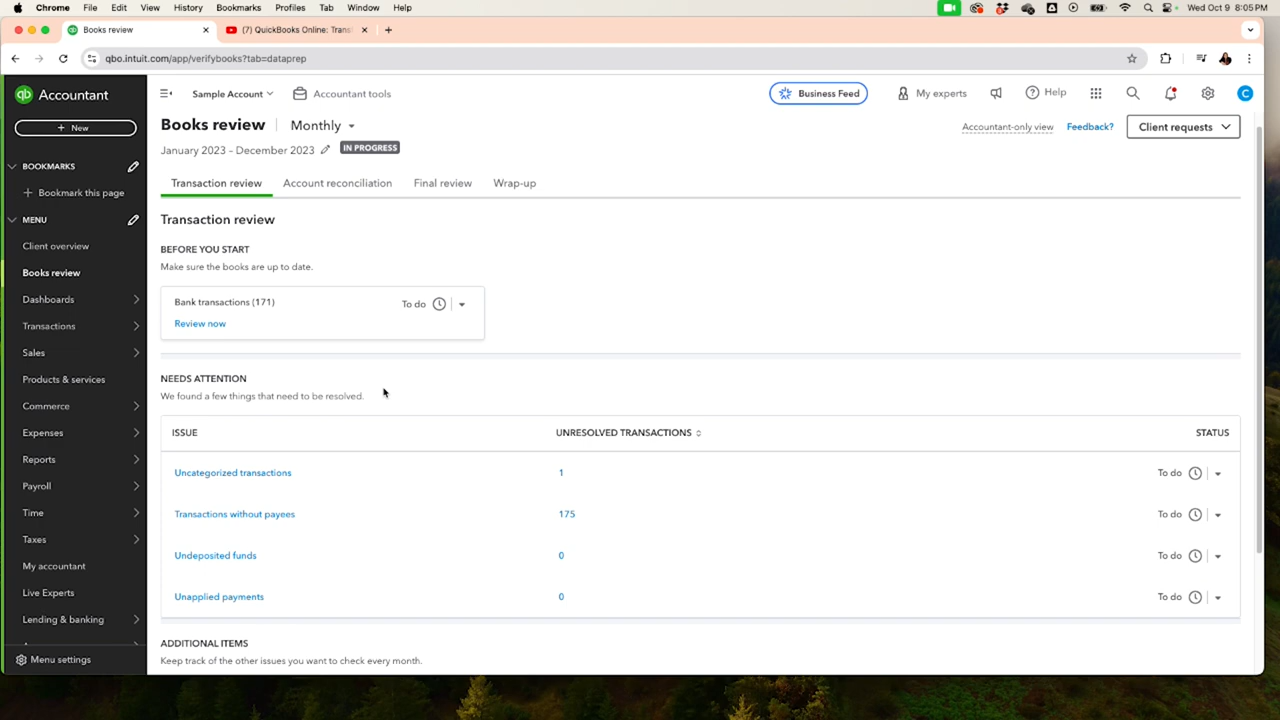 Chrome File Edit View History Bookmarks Profiles Tab Window Help Wed Oct 9 8:05 PM
Books review
(7) QuickBooks Online: Trans
qbo.intuit.com/app/verifybooks?tab=dataprep
qb Accountant
Sample Account
Accountant tools
Business Feed
My experts
Help
C
+ New
Books review
Monthly
Accountant-only view
Feedback?
Client requests
January 2023 - December 2023
IN PROGRESS
BOOKMARKS
Bookmark this page
MENU
Client overview
Books review
Dashboards
Transactions
Sales
Products & services
Commerce
Expenses
Reports
Payroll
Time
Taxes
My accountant
Live Experts
Lending & banking
Menu settings
Transaction review Account reconciliation Final review Wrap-up
Transaction review
BEFORE YOU START
Make sure the books are up to date.
Bank transactions (171) To do
Review now
NEEDS ATTENTION
We found a few things that need to be resolved.
ISSUE UNRESOLVED TRANSACTIONS STATUS
Uncategorized transactions 1 To do
Transactions without payees 175 To do
Undeposited funds 0 To do
Unapplied payments 0 To do
ADDITIONAL ITEMS
Keep track of the other issues you want to check every month.